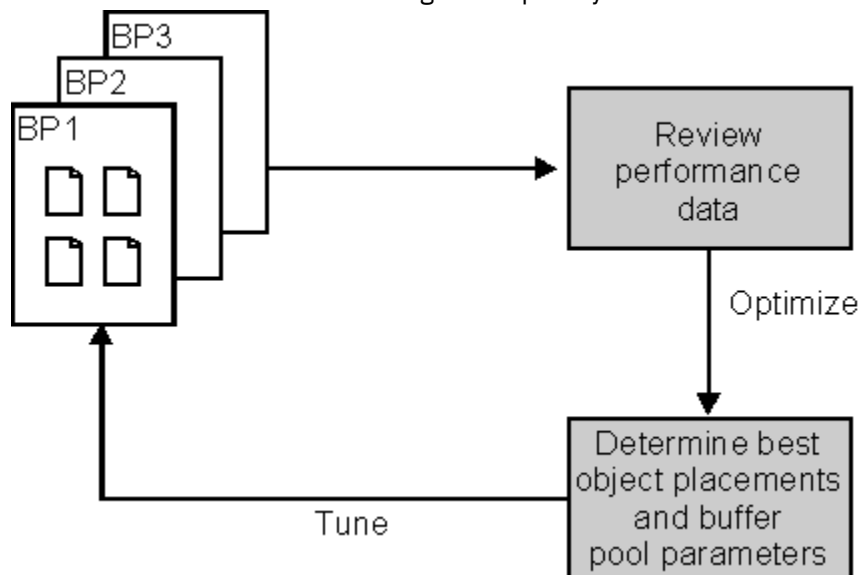 BP3
BP2
BP1
Review
performance
data
Optimize
Determine best
object placements
and buffer
pool parameters
Tune